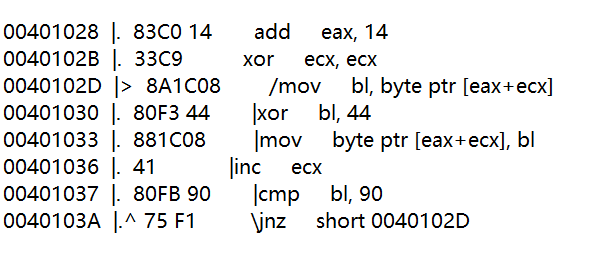 00401028 |. 83C0 14 add eax, 14
0040102B |. 33C9 xor ecx, ecx
0040102D |> 8A1C08 /mov bl, byte ptr [eax+ecx]
00401030 |. 80F3 44 |xor bl, 44
00401033 |. 881C08 |mov byte ptr [eax+ecx], bl
00401036 |. 41 |inc ecx
00401037 |. 80FB 90 |cmp bl, 90
0040103A |.^ 75 F1 \jnz short 0040102D